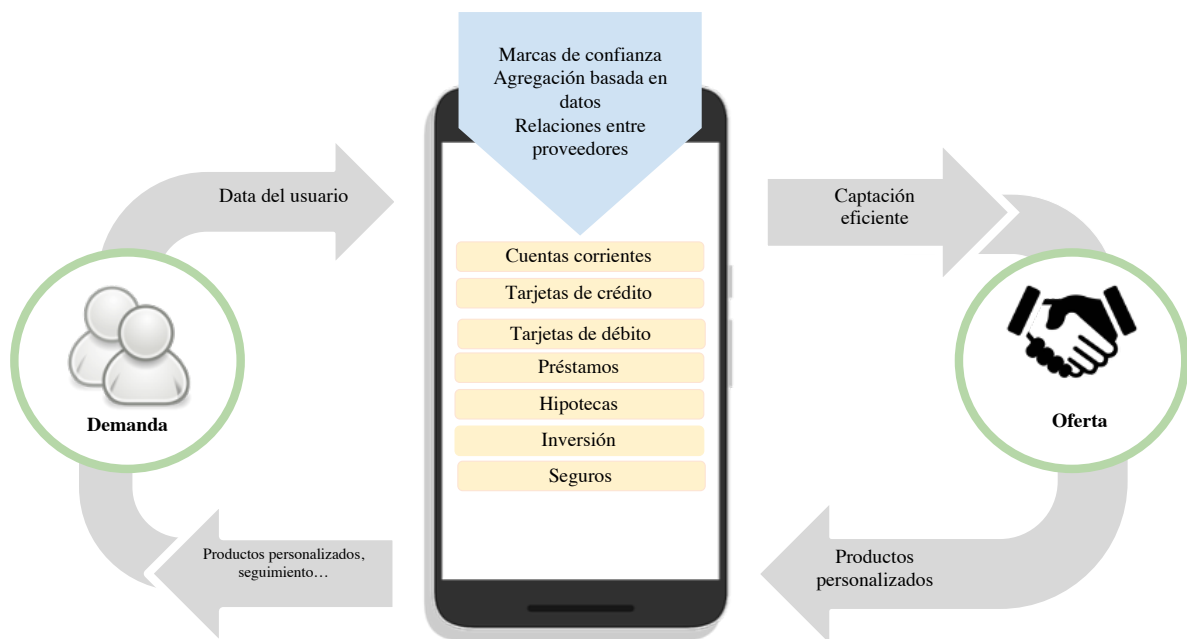 Marcas de confianza
Agregación basada en
datos
Relaciones entre
proveedores
Data del usuario
Captación
eficiente
Cuentas corrientes
Tarjetas de crédito
Tarjetas de débito
Préstamos
Hipotecas
Inversión
Seguros
Demanda
Oferta
Productos personalizados,
seguimiento…
Productos
personalizados